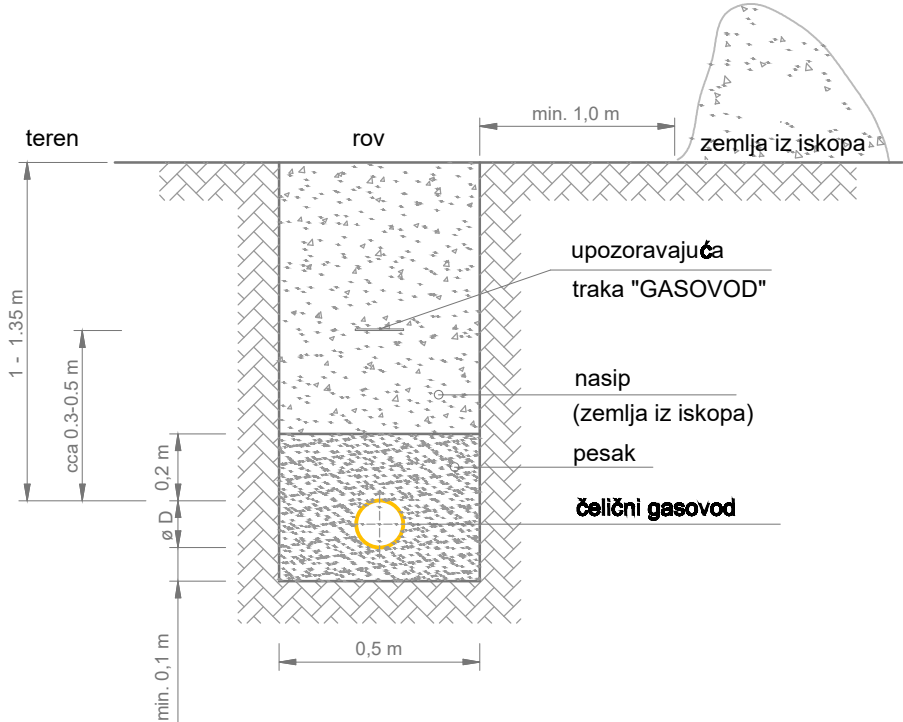 min. 1,0 m
teren
rov
zemlja iz iskopa
upozoravajuća
traka "GASOVOD"
1 - 1.35 m
cca 0.3-0.5 m
nasip
(zemlja iz iskopa)
0,2 m
pesak
ø D
čelični gasovod
min. 0,1 m
0,5 m